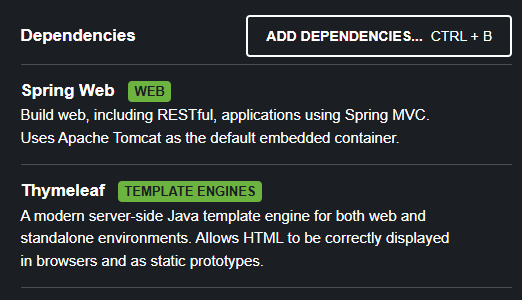 Dependencies ADD DEPENDENCIES... CTRL + B
Spring Web WEB
Build web, including RESTful, applications using Spring MVC.
Uses Apache Tomcat as the default embedded container.
Thymeleaf TEMPLATE ENGINES
A modern server-side Java template engine for both web and
standalone environments. Allows HTML to be correctly displayed
in browsers and as static prototypes.